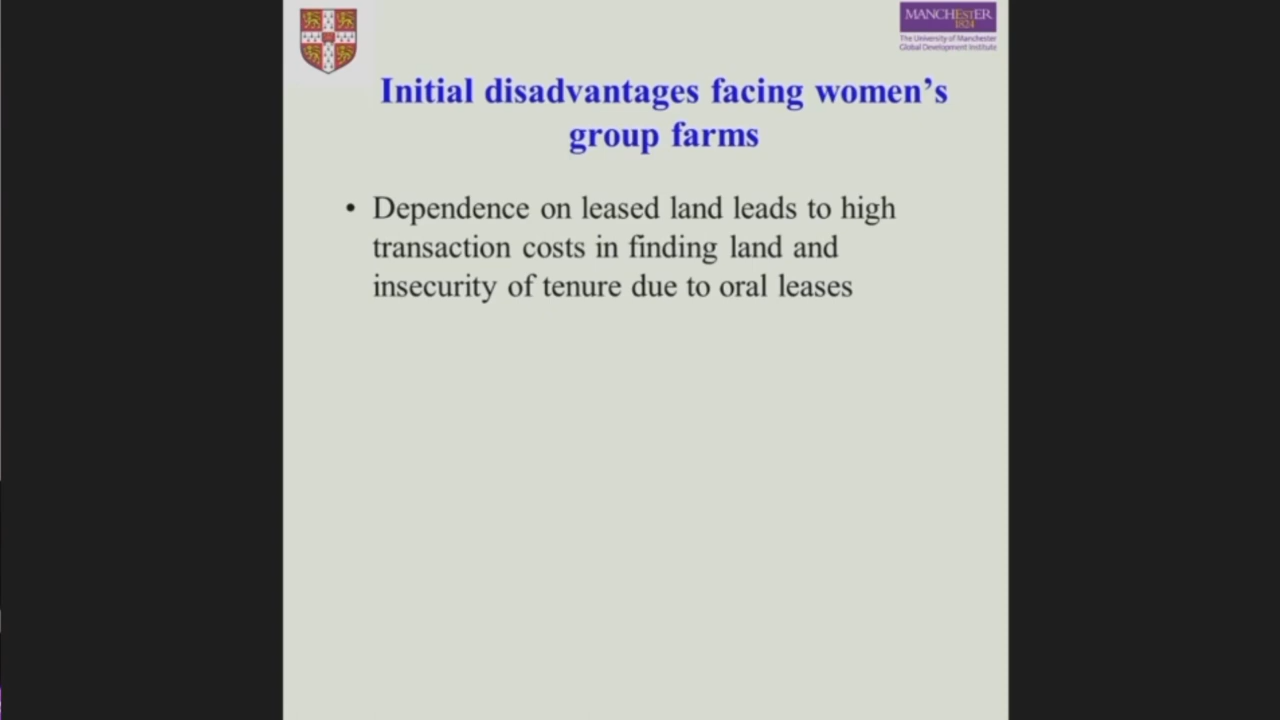 MANCHESTER
1824
The University of Manchester
Global Development Institute
Initial disadvantages facing women's
group farms
• Dependence on leased land leads to high
transaction costs in finding land and
insecurity of tenure due to oral leases